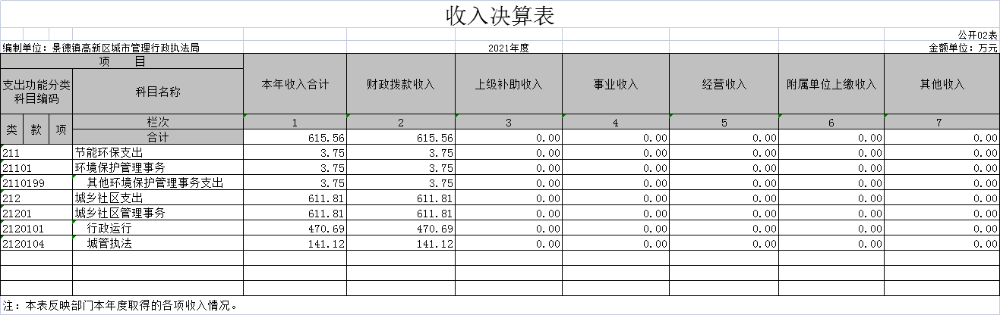 收入决算表
公开02表
编制单位：景德镇高新区城市管理行政执法局 2021年度 金额单位：万元
项 目 本年收入合计 财政拨款收入 上级补助收入 事业收入 经营收入 附属单位上缴收入 其他收入
支出功能分类科目编码 科目名称
类 款 项 栏次 1 2 3 4 5 6 7
合计 615.56 615.56 0.00 0.00 0.00 0.00 0.00
211 节能环保支出 3.75 3.75 0.00 0.00 0.00 0.00 0.00
21101 环境保护管理事务 3.75 3.75 0.00 0.00 0.00 0.00 0.00
2110199 其他环境保护管理事务支出 3.75 3.75 0.00 0.00 0.00 0.00 0.00
212 城乡社区支出 611.81 611.81 0.00 0.00 0.00 0.00 0.00
21201 城乡社区管理事务 611.81 611.81 0.00 0.00 0.00 0.00 0.00
2120101 行政运行 470.69 470.69 0.00 0.00 0.00 0.00 0.00
2120104 城管执法 141.12 141.12 0.00 0.00 0.00 0.00 0.00
注：本表反映部门本年度取得的各项收入情况。